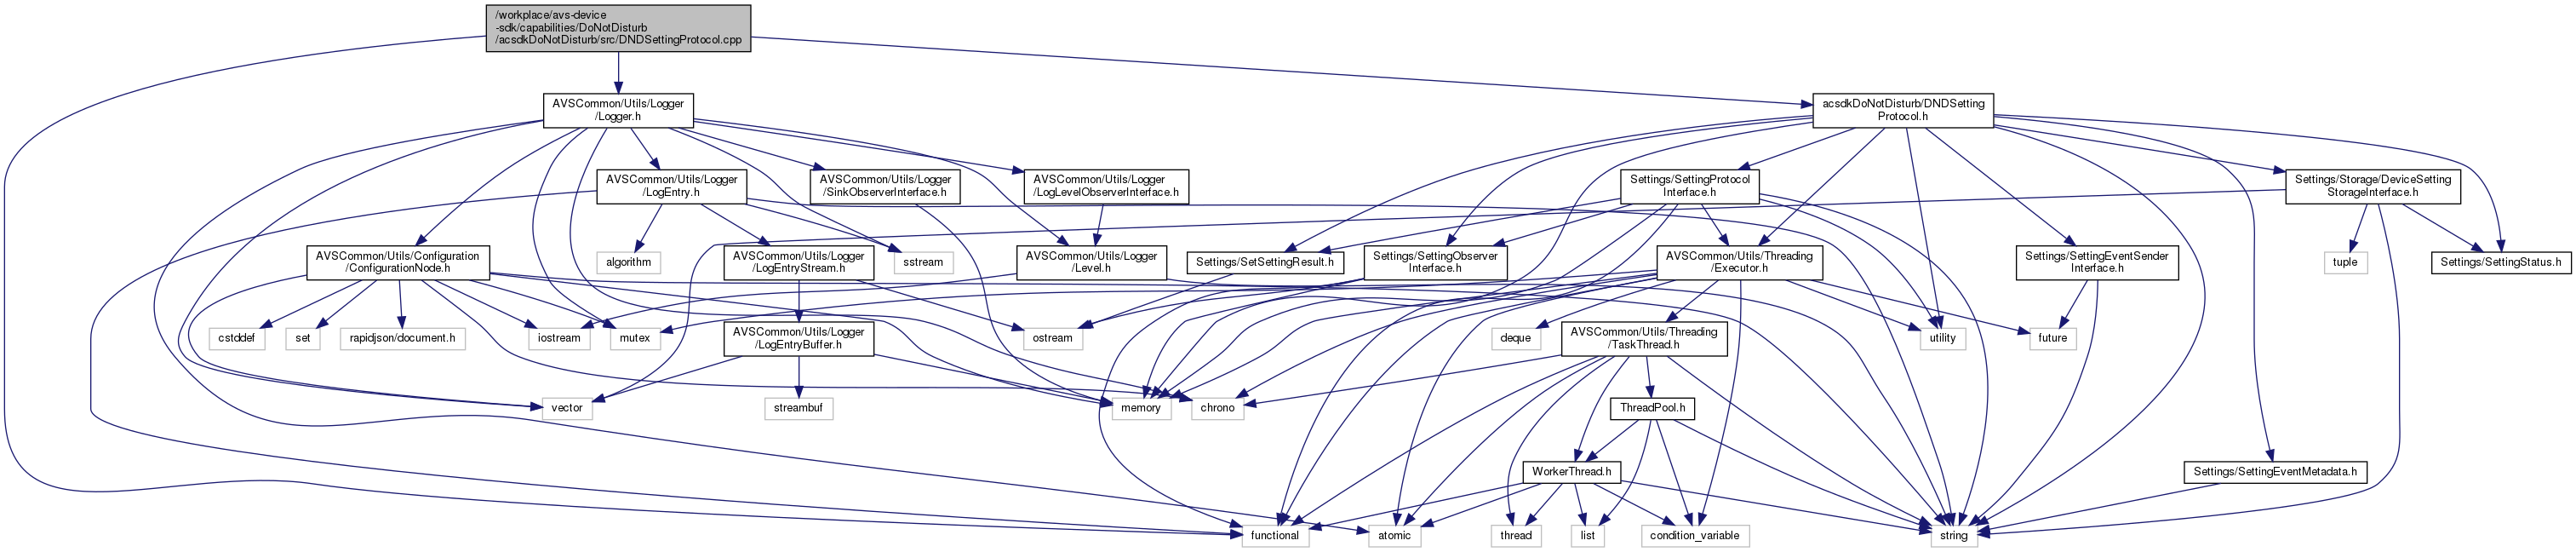 /workplace/avs-device
-sdk/capabilities/DoNotDisturb
/acsdkDoNotDisturb/src/DNDSettingProtocol.cpp
AVSCommon/Utils/Logger
/Logger.h
acsdkDoNotDisturb/DNDSetting
Protocol.h
AVSCommon/Utils/Logger
/LogEntry.h
AVSCommon/Utils/Logger
/SinkObserverInterface.h
AVSCommon/Utils/Logger
/LogLevelObserverInterface.h
Settings/SettingProtocol
Interface.h
Settings/Storage/DeviceSetting
StorageInterface.h
AVSCommon/Utils/Configuration
/ConfigurationNode.h
algorithm
AVSCommon/Utils/Logger
/LogEntryStream.h
sstream
AVSCommon/Utils/Logger
/Level.h
Settings/SetSettingResult.h
Settings/SettingObserver
Interface.h
AVSCommon/Utils/Threading
/Executor.h
Settings/SettingEventSender
Interface.h
tuple
Settings/SettingStatus.h
cstddef
set
rapidjson/document.h
iostream
mutex
AVSCommon/Utils/Logger
/LogEntryBuffer.h
ostream
deque
AVSCommon/Utils/Threading
/TaskThread.h
utility
future
vector
streambuf
memory
chrono
ThreadPool.h
WorkerThread.h
Settings/SettingEventMetadata.h
functional
atomic
thread
list
condition_variable
string